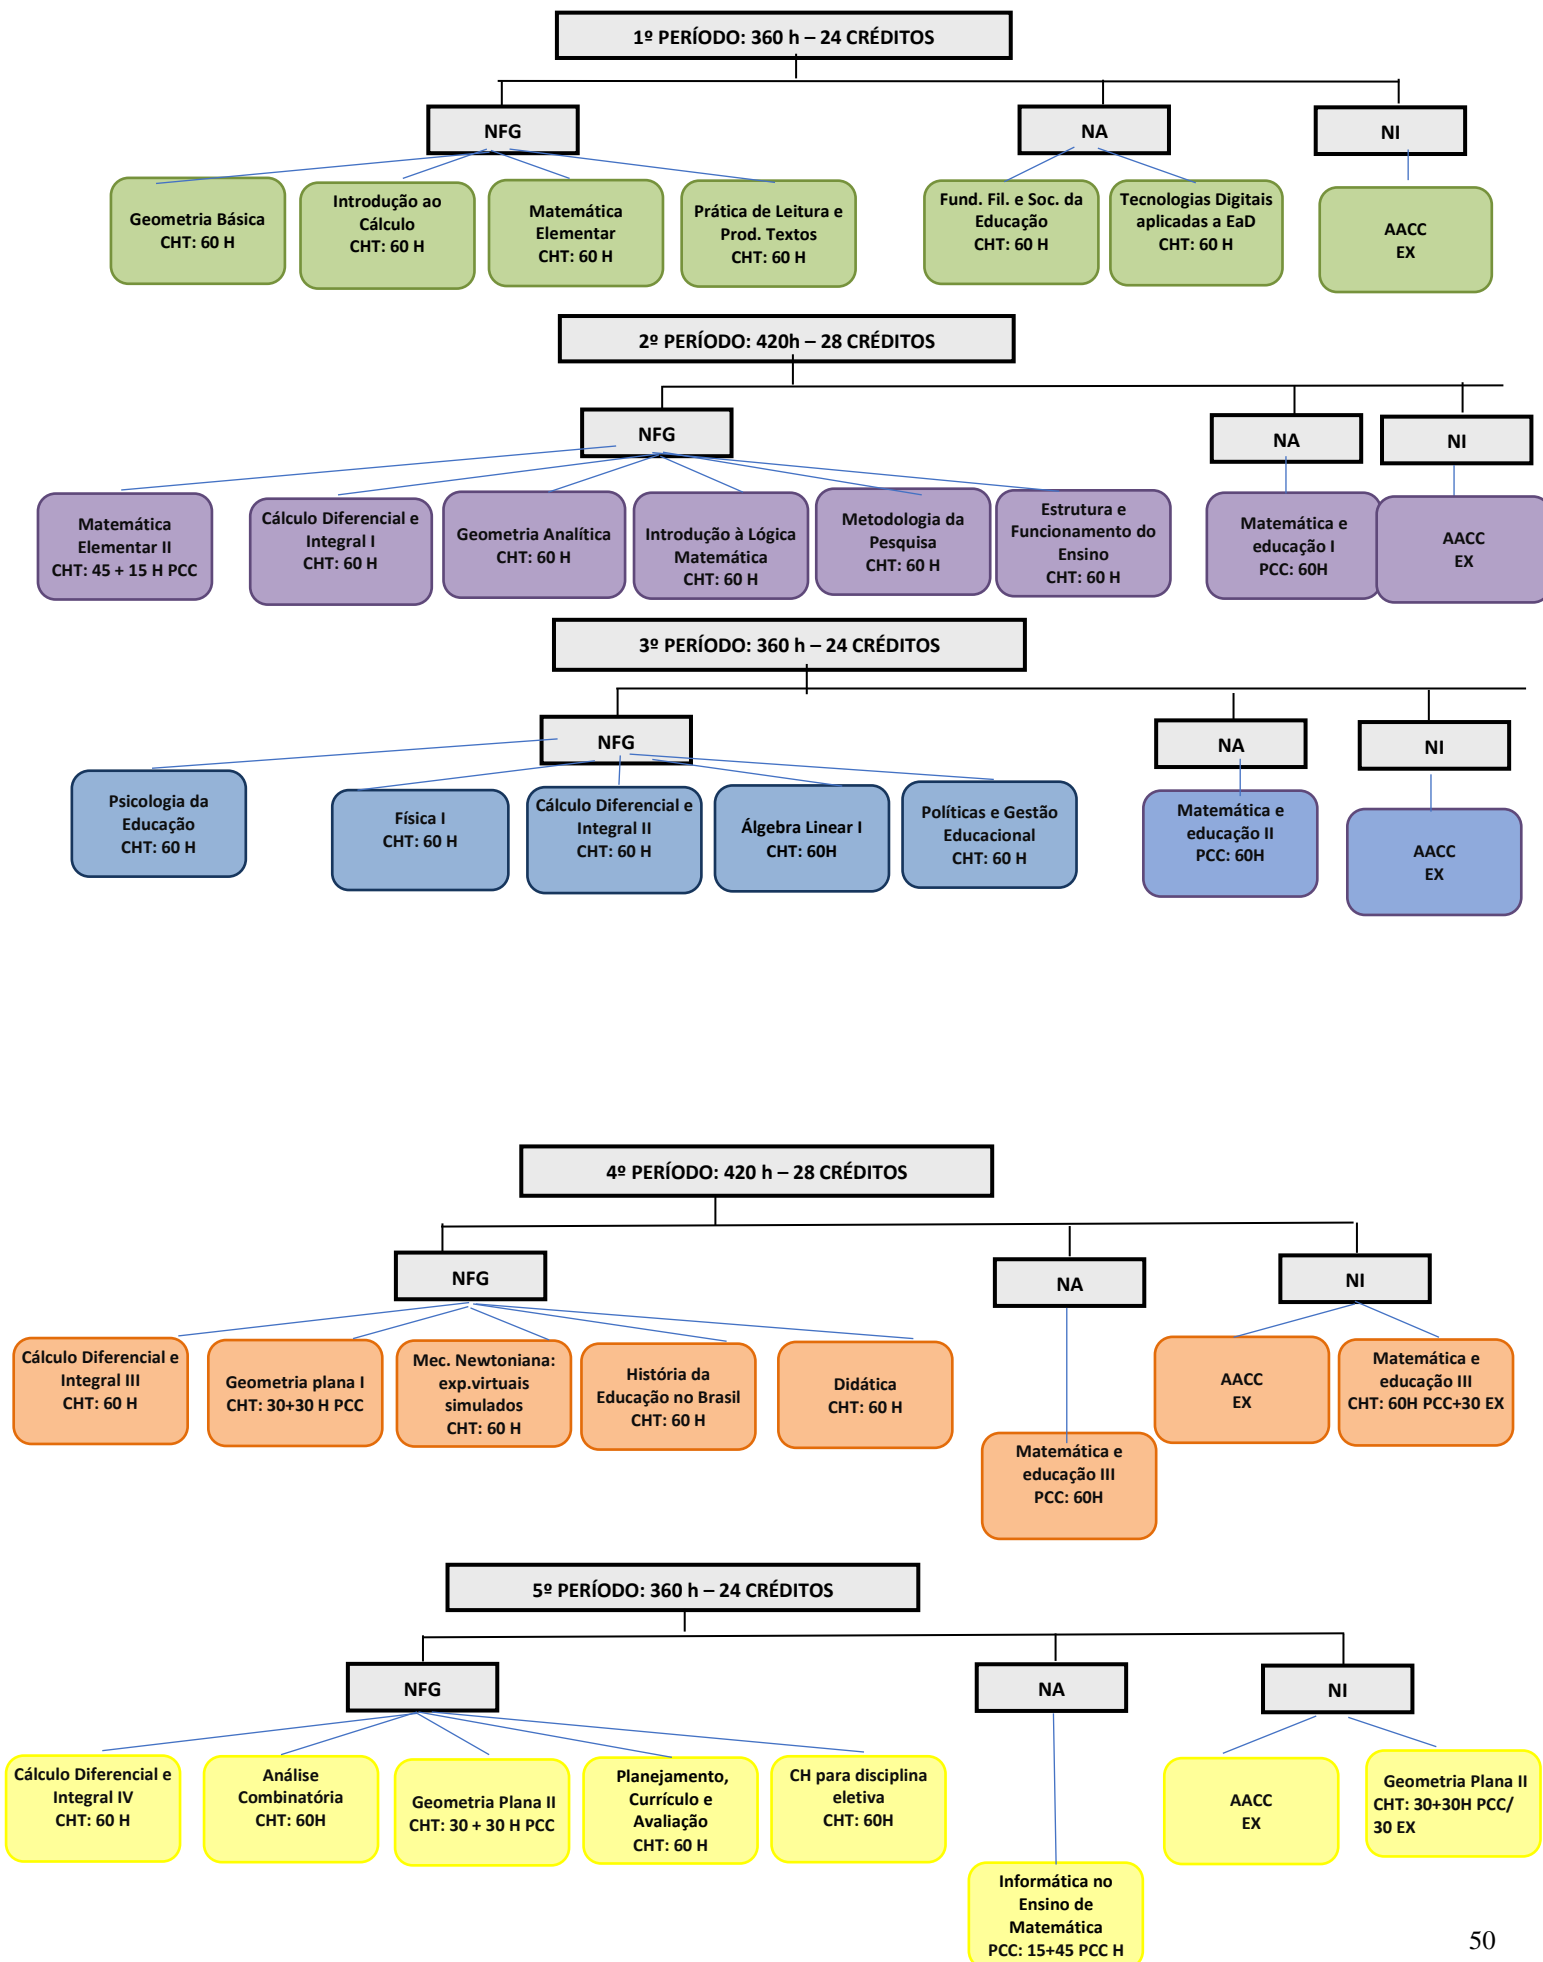 1º PERÍODO: 360 h – 24 CRÉDITOS
NFG
NA
NI
Geometria Básica
CHT: 60 H
Introdução ao
Cálculo
CHT: 60 H
Matemática
Elementar
CHT: 60 H
Prática de Leitura e
Prod. Textos
CHT: 60 H
Fund. Fil. e Soc. da
Educação
CHT: 60 H
Tecnologias Digitais
aplicadas a EaD
CHT: 60 H
AACC
EX
2º PERÍODO: 420h – 28 CRÉDITOS
NFG
NA
NI
Matemática
Elementar II
CHT: 45 + 15 H PCC
Cálculo Diferencial e
Integral I
CHT: 60 H
Geometria Analítica
CHT: 60 H
Introdução à Lógica
Matemática
CHT: 60 H
Metodologia da
Pesquisa
CHT: 60 H
Estrutura e
Funcionamento do
Ensino
CHT: 60 H
Matemática e
educação I
PCC: 60H
AACC
EX
3º PERÍODO: 360 h – 24 CRÉDITOS
NFG
NA
NI
Psicologia da
Educação
CHT: 60 H
Física I
CHT: 60 H
Cálculo Diferencial e
Integral II
CHT: 60 H
Álgebra Linear I
CHT: 60H
Políticas e Gestão
Educacional
CHT: 60 H
Matemática e
educação II
PCC: 60H
AACC
EX
4º PERÍODO: 420 h – 28 CRÉDITOS
NFG
NA
NI
Cálculo Diferencial e
Integral III
CHT: 60 H
Geometria plana I
CHT: 30+30 H PCC
Mec. Newtoniana:
exp.virtuais
simulados
CHT: 60 H
História da
Educação no Brasil
CHT: 60 H
Didática
CHT: 60 H
Matemática e
educação III
PCC: 60H
AACC
EX
Matemática e
educação III
CHT: 60H PCC+30 EX
5º PERÍODO: 360 h – 24 CRÉDITOS
NFG
NA
NI
Cálculo Diferencial e
Integral IV
CHT: 60 H
Análise
Combinatória
CHT: 60H
Geometria Plana II
CHT: 30 + 30 H PCC
Planejamento,
Currículo e
Avaliação
CHT: 60 H
CH para disciplina
eletiva
CHT: 60H
Informática no
Ensino de
Matemática
PCC: 15+45 PCC H
AACC
EX
Geometria Plana II
CHT: 30+30H PCC/
30 EX
50